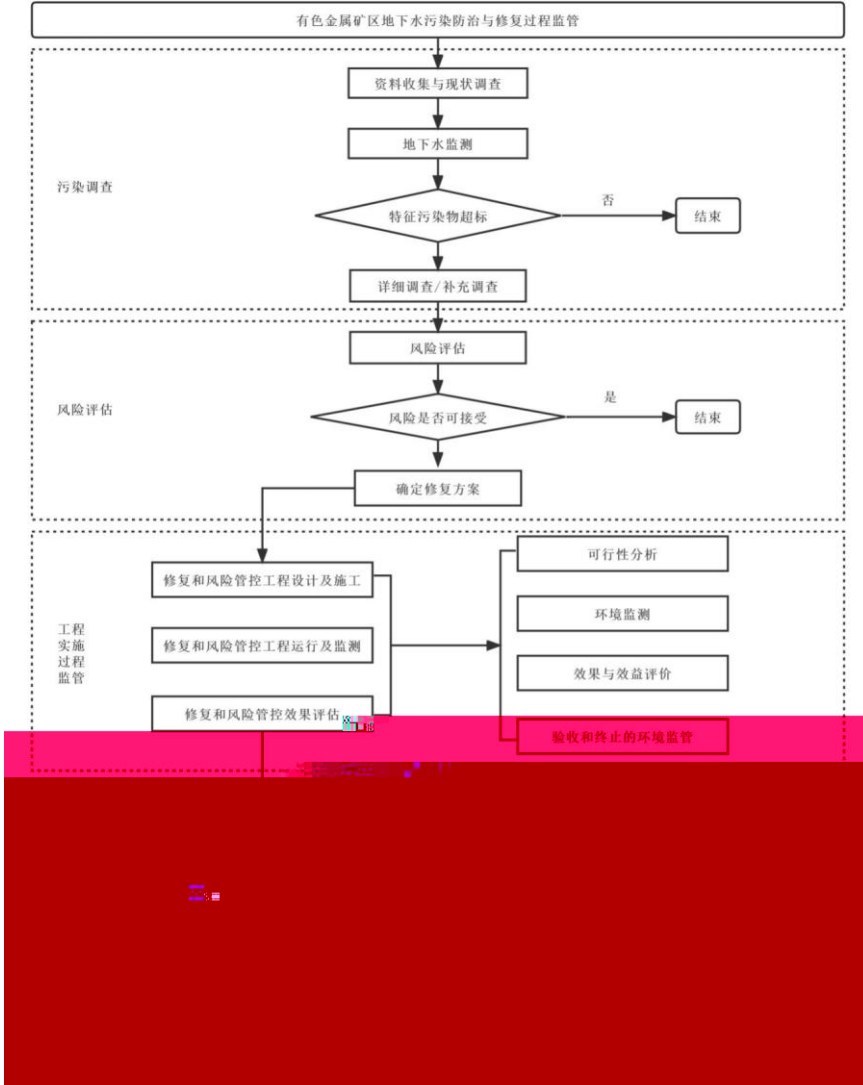 有色金属矿区地下水污染防治与修复过程监管
资料收集与现状调查
地下水监测
污染调查
特征污染物超标
否
结束
详细调查/补充调查
风险评估
风险评估
风险是否可接受
是
结束
确定修复方案
修复和风险管控工程设计及施工
可行性分析
环境监测
工程
实施
过程
监管
修复和风险管控工程运行及监测
效果与效益评价
修复和风险管控效果评估
验收和终止的环境监管